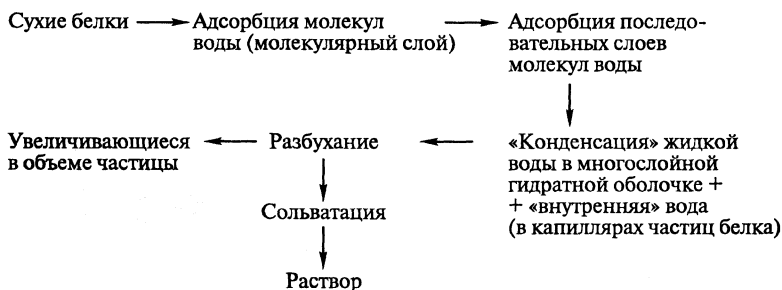 Сухие белки
Адсорбция молекул
воды (молекулярный слой)
Адсорбция последо-
вательных слоев
молекул воды
«Конденсация» жидкой
воды в многослойной
гидратной оболочке +
+ «внутренняя» вода
(в капиллярах частиц белка)
Разбухание
Увеличивающиеся
в объеме частицы
Сольватация
Раствор